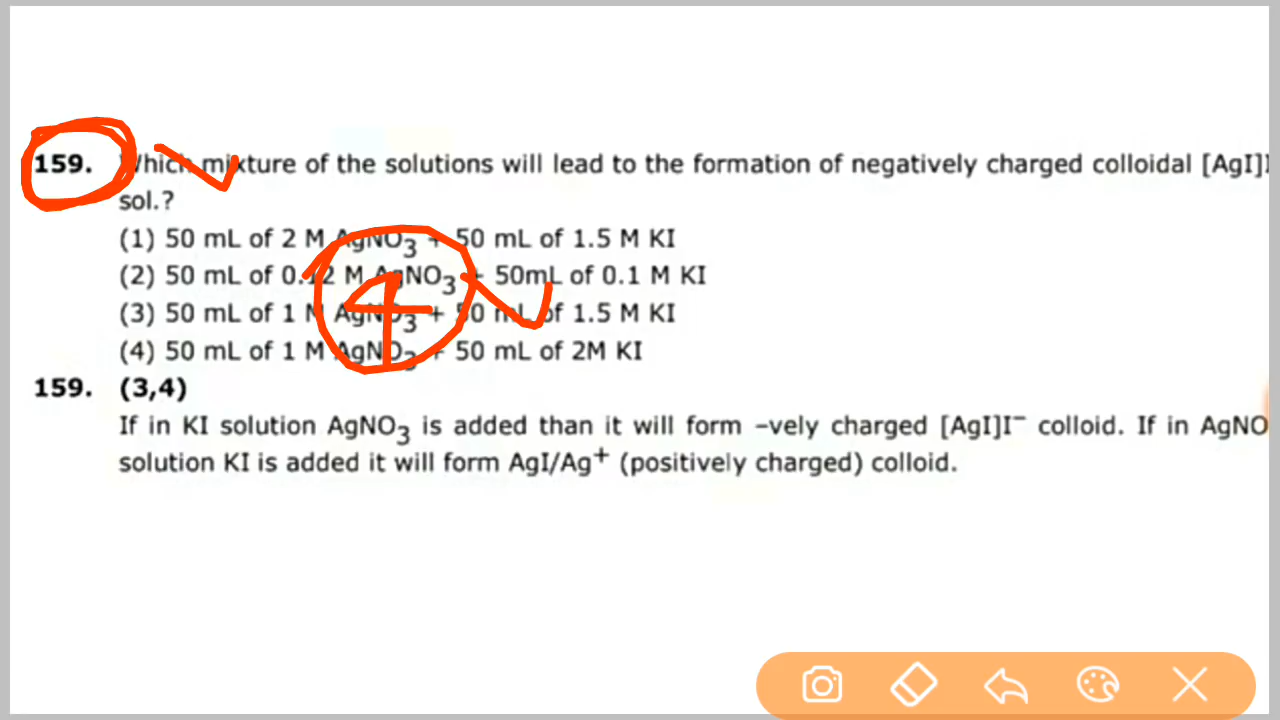 159. Which mixture of the solutions will lead to the formation of negatively charged colloidal [AgI]I
sol.?
(1) 50 mL of 2 M AgNO₃ + 50 mL of 1.5 M KI
(2) 50 mL of 0.12 M AgNO₃ + 50mL of 0.1 M KI
(3) 50 mL of 1 M AgNO₃ + 50 mL of 1.5 M KI
(4) 50 mL of 1 M AgNO₃ + 50 mL of 2M KI
4
159. (3,4)
If in KI solution AgNO₃ is added than it will form –vely charged [AgI]I⁻ colloid. If in AgNO
solution KI is added it will form AgI/Ag⁺ (positively charged) colloid.